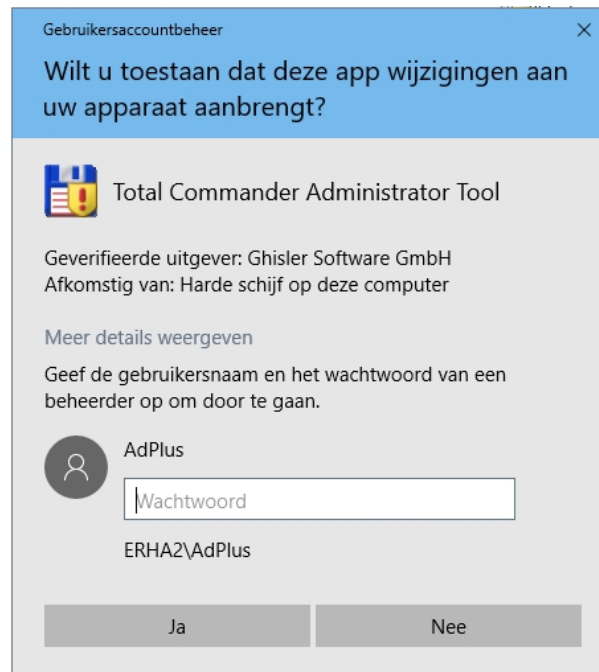 Gebruikersaccountbeheer
Wilt u toestaan dat deze app wijzigingen aan
uw apparaat aanbrengt?
Total Commander Administrator Tool
Geverifieerde uitgever: Ghisler Software GmbH
Afkomstig van: Harde schijf op deze computer
Meer details weergeven
Geef de gebruikersnaam en het wachtwoord van een
beheerder op om door te gaan.
AdPlus
Wachtwoord
ERHA2\AdPlus
Ja
Nee